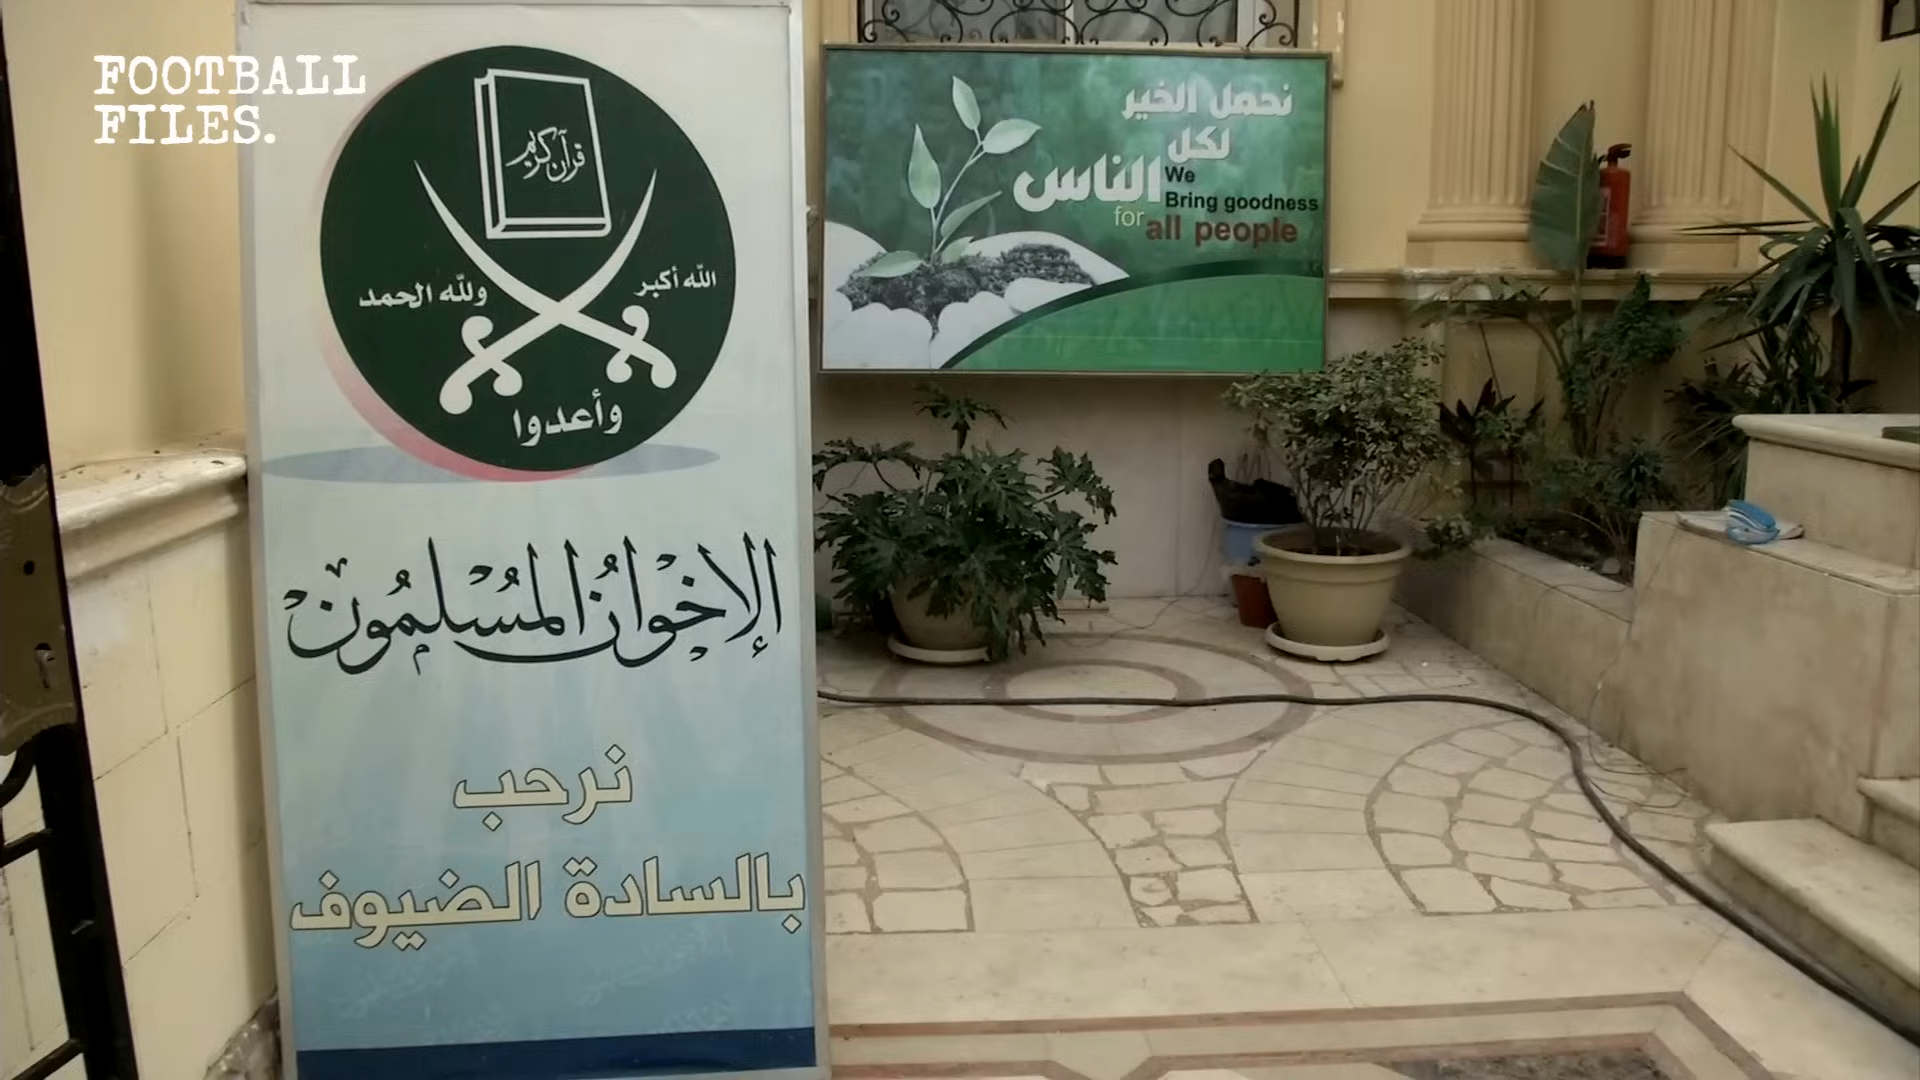 FOOTBALL
FILES.
قرآن كريم
الله أكبر
ولله الحمد
وأعدوا
الإخوان المسلمون
نرحب
بالسادة الضيوف
نحمل الخير
لكل
الناس
We
Bring goodness
for all people